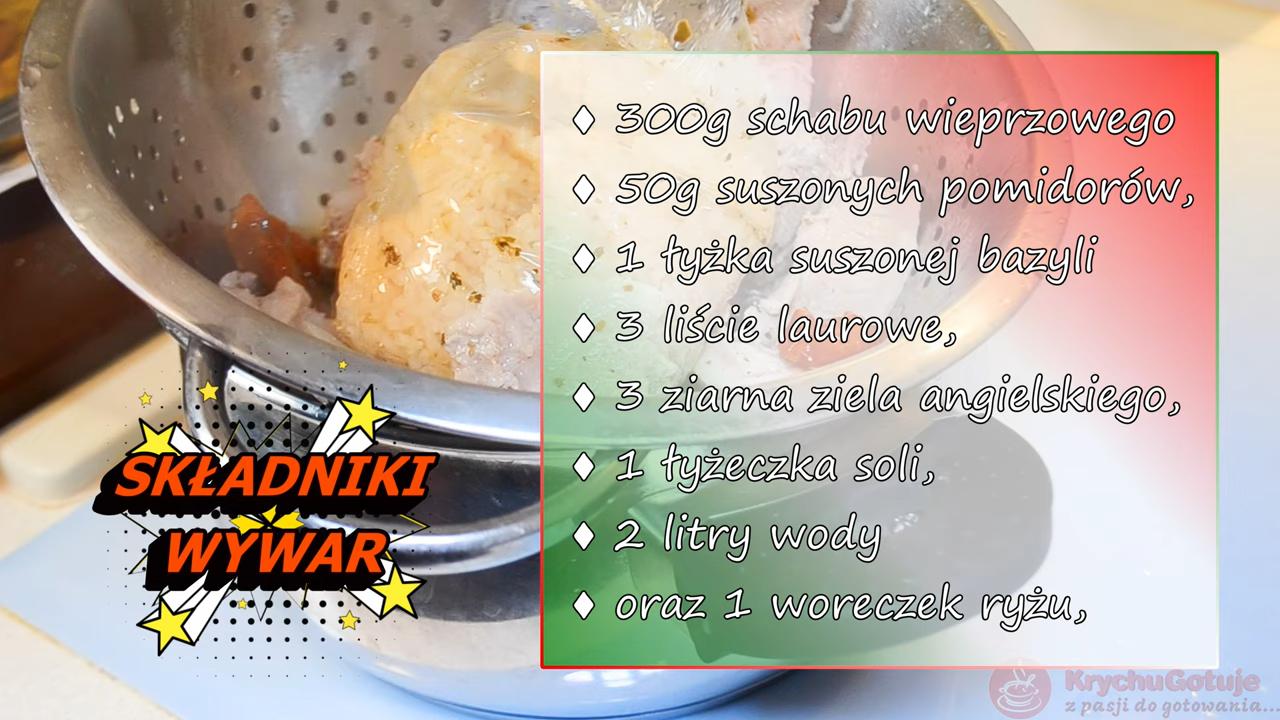 ♦ 300g schabu wieprzowego
♦ 50g suszonych pomidorów,
♦ 1 łyżka suszonej bazyli
♦ 3 liście laurowe,
♦ 3 ziarna ziela angielskiego,
♦ 1 łyżeczka soli,
♦ 2 litry wody
♦ oraz 1 woreczek ryżu,
SKŁADNIKI
WYWAR
KrychuGotuje
z pasji do gotowania...